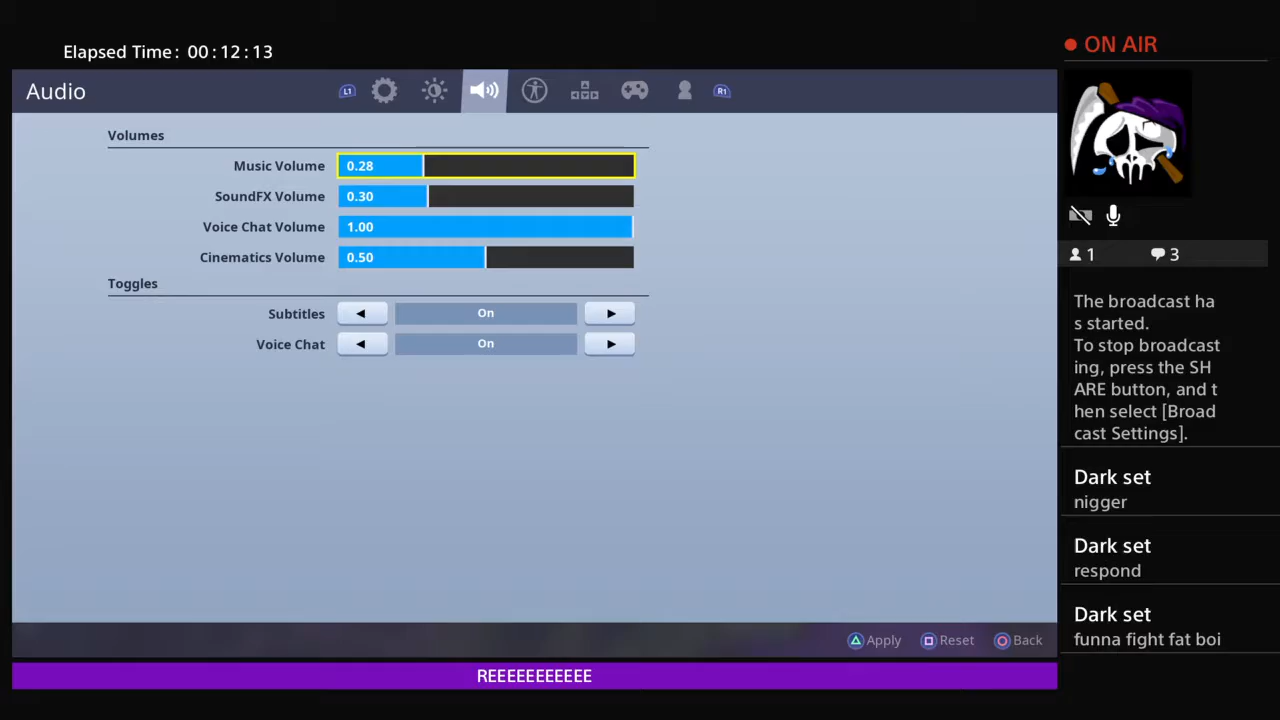 Elapsed Time: 00:12:13
ON AIR
Audio
L1
R1
Volumes
Music Volume 0.28
SoundFX Volume 0.30
Voice Chat Volume 1.00
Cinematics Volume 0.50
Toggles
Subtitles On
Voice Chat On
Apply Reset Back
REEEEEEEEEEE
1 3
The broadcast ha
s started.
To stop broadcast
ing, press the SH
ARE button, and t
hen select [Broad
cast Settings].
Dark set
nigger
Dark set
respond
Dark set
funna fight fat boi